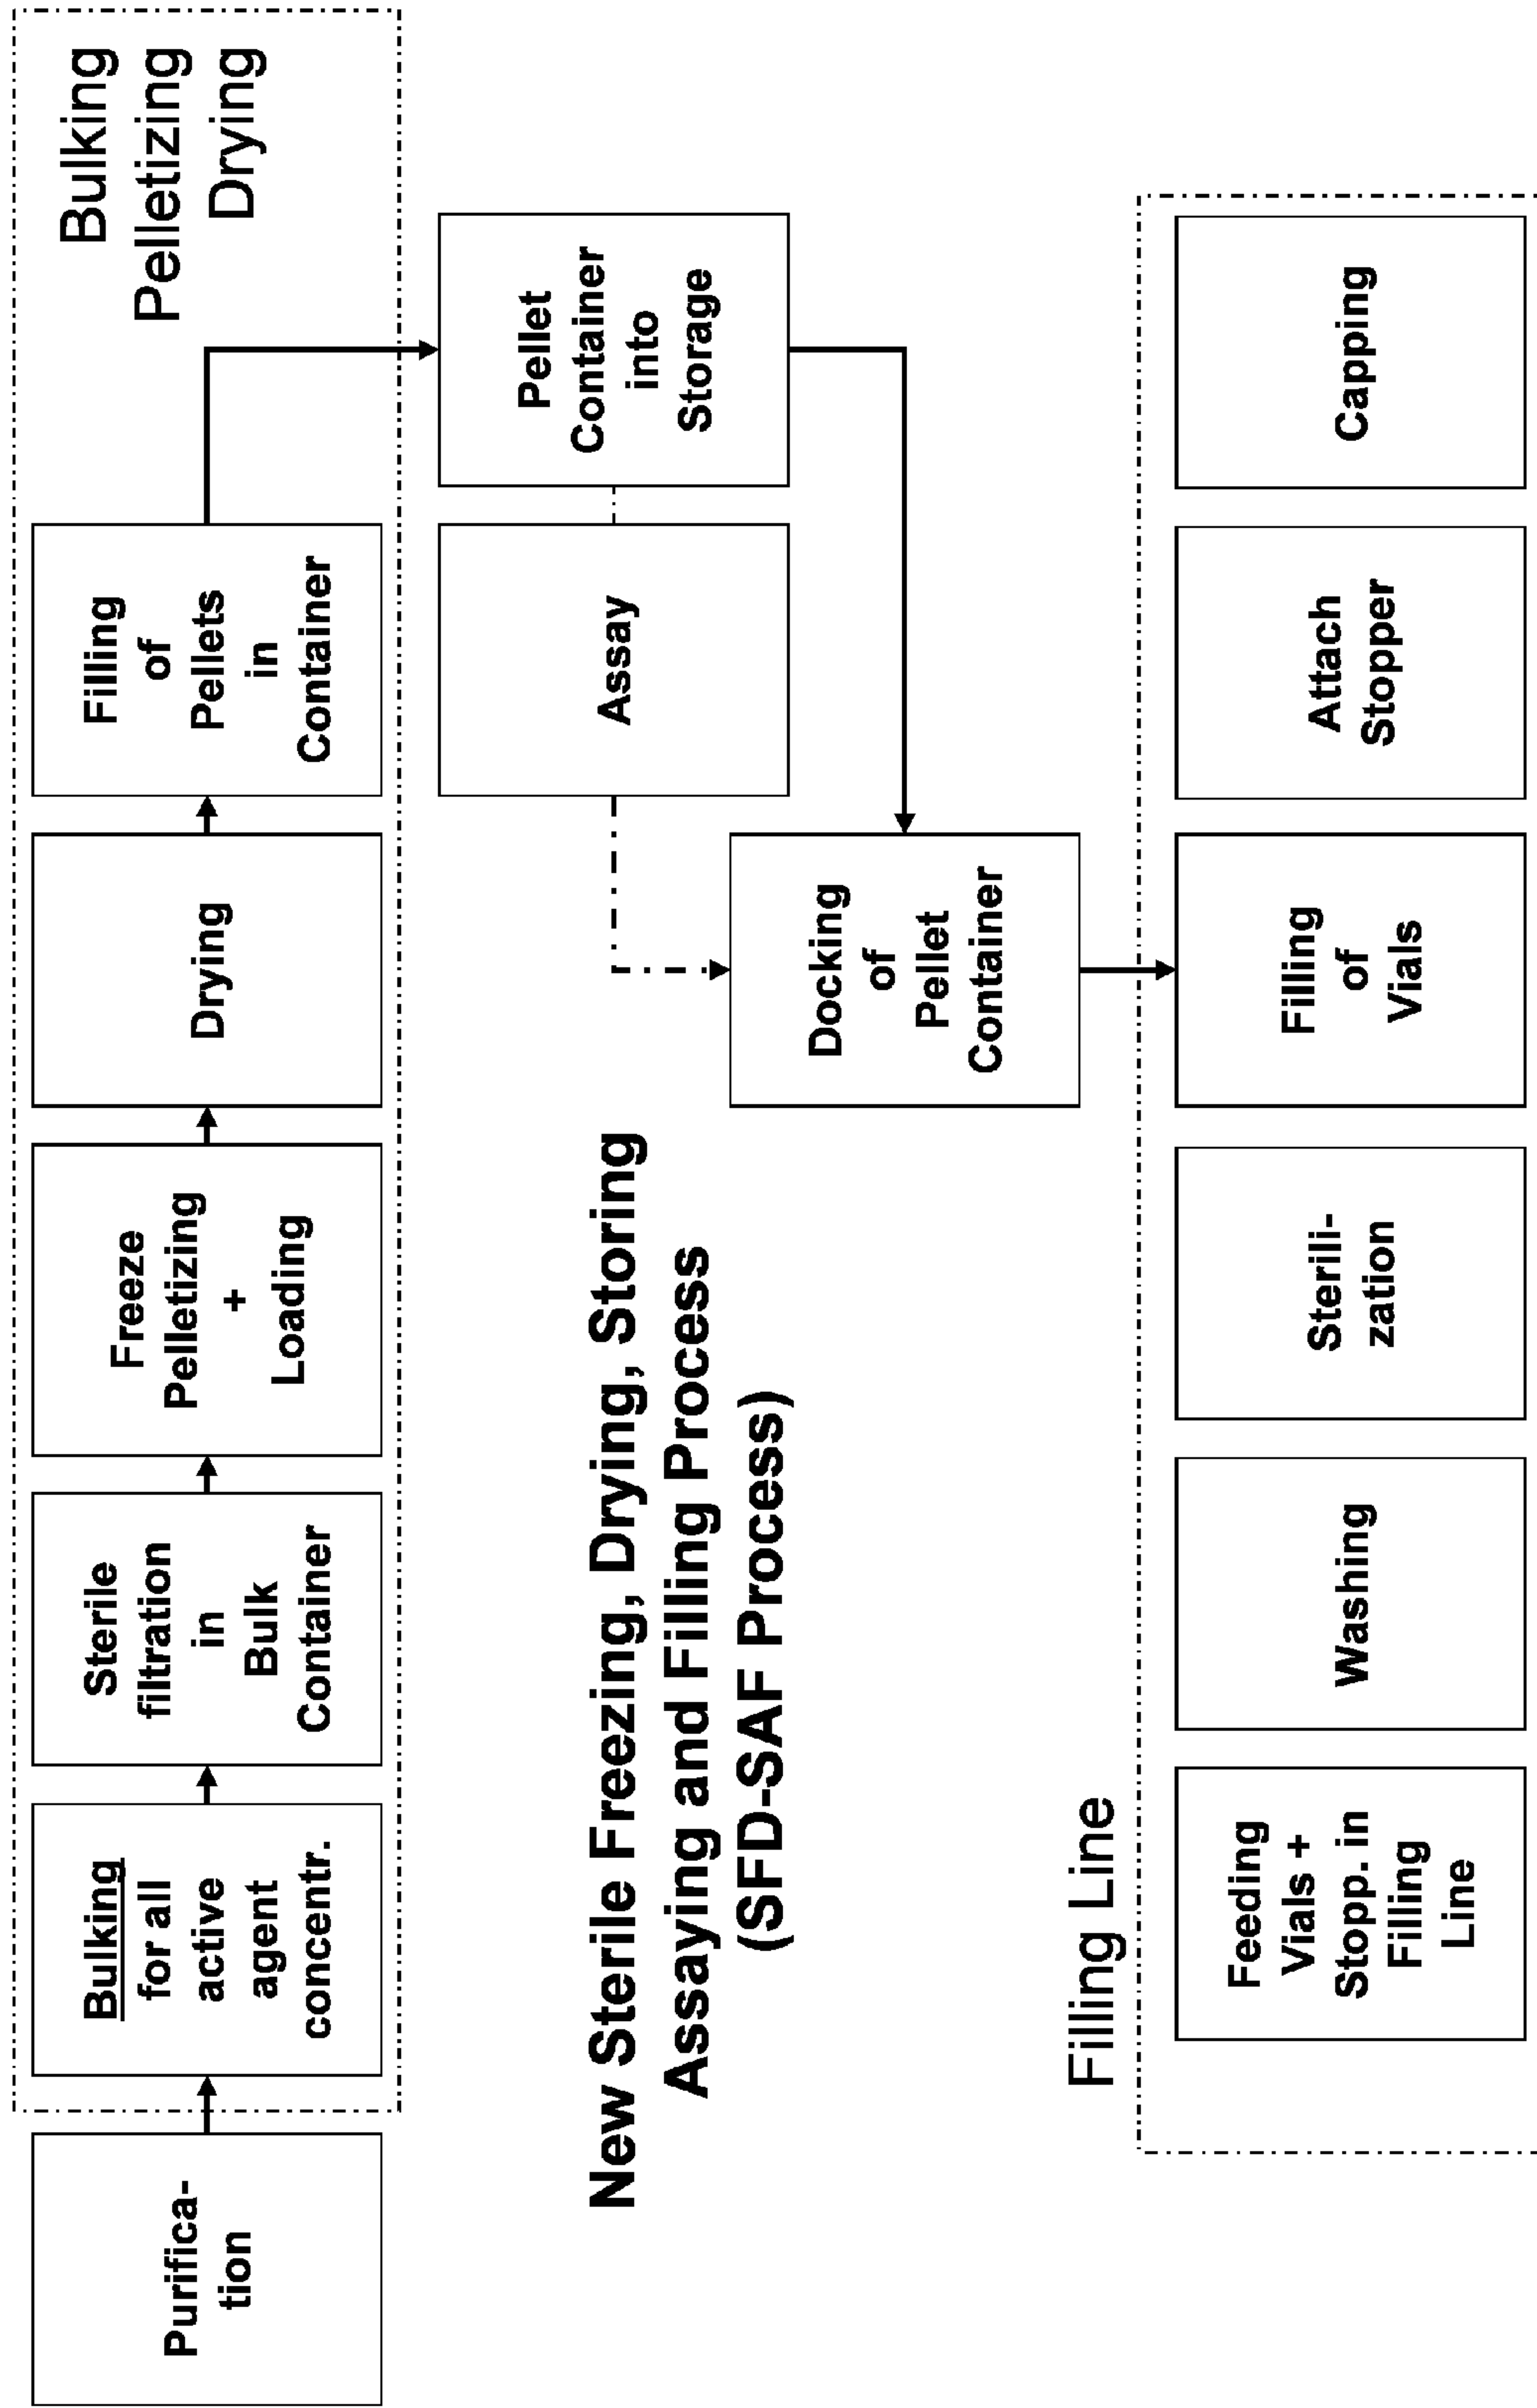 Purifica-
tion
Bulking
for all
active
agent
concentr.
Sterile
filtration
in
Bulk
Container
Freeze
Pelletizing
+
Loading
Drying
Filling
of
Pellets
in
Container
Bulking
Pelletizing
Drying
Assay
Pellet
Container
into
Storage
New Sterile Freezing, Drying, Storing
Assaying and Filling Process
(SFD-SAF Process)
Docking
of
Pellet
Container
Filling Line
Feeding
Vials +
Stopp. in
Filling
Line
Washing
Sterili-
zation
Filling
of
Vials
Attach
Stopper
Capping